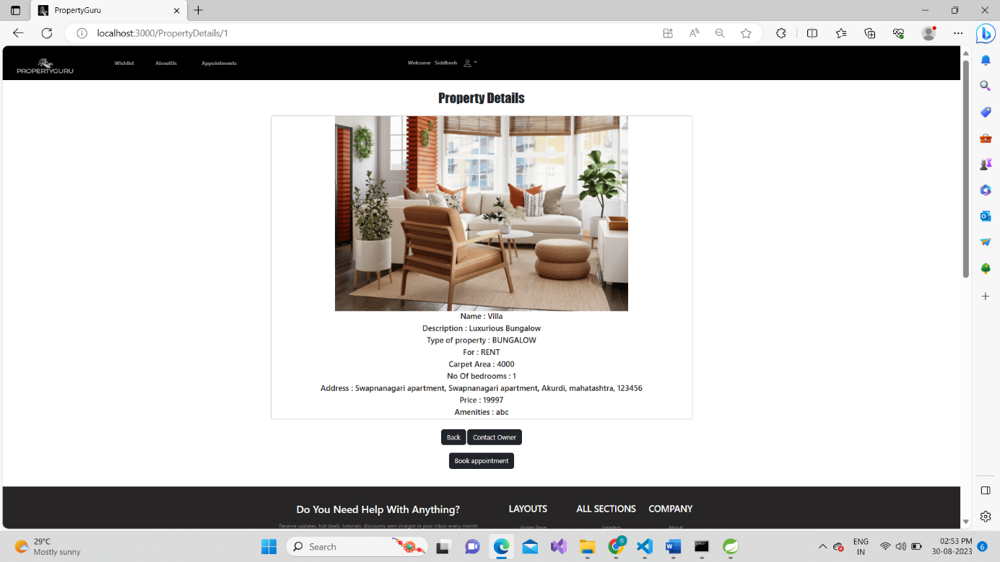 PropertyGuru
localhost:3000/PropertyDetails/1
PROPERTYGURU
Wishlist
AboutUs
Appointments
Welcome Siddhesh
Property Details
Name : Villa
Description : Luxurious Bungalow
Type of property : BUNGALOW
For : RENT
Carpet Area : 4000
No Of bedrooms : 1
Address : Swapnanagari apartment, Swapnanagari apartment, Akurdi, mahatashtra, 123456
Price : 19997
Amenities : abc
Back
Contact Owner
Book appointment
Do You Need Help With Anything?
LAYOUTS
ALL SECTIONS
COMPANY
Receive updates, hot deals, tutorials, discounts sent straignt in your inbox every month
Home Page
Headers
About
29°C
Mostly sunny
Search
S
ENG
IN
02:53 PM
30-08-2023
6